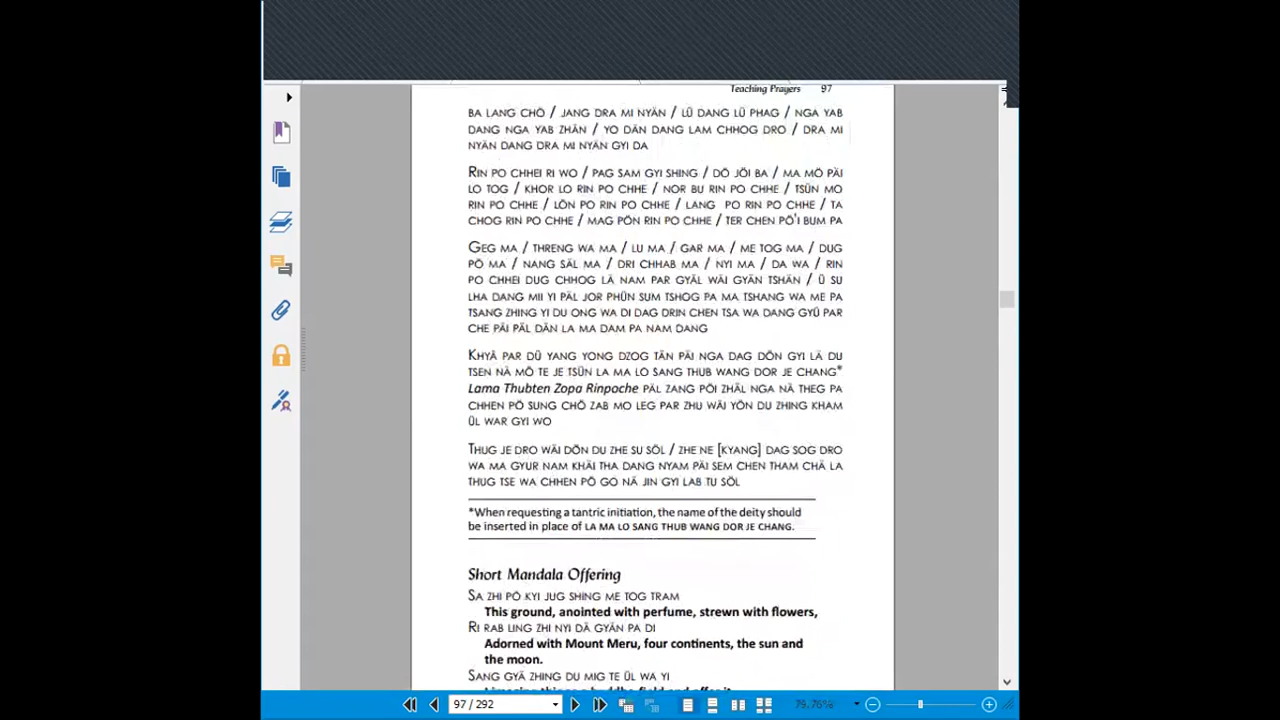 Teaching Prayers 97
BA LANG CHÖ / JANG DRA MI NYÄN / LÜ DANG LÜ PHAG / NGA YAB
DANG NGA YAB ZHÄN / YO DÄN DANG LAM CHHOG DRO / DRA MI
NYÄN DANG DRA MI NYÄN GYI DA
RIN PO CHHEI RI WO / PAG SAM GYI SHING / DÖ JÖI BA / MA MÖ PÄI
LO TOG / KHOR LO RIN PO CHHE / NOR BU RIN PO CHHE / TSÜN MO
RIN PO CHHE / LÖN PO RIN PO CHHE / LANG PO RIN PO CHHE / TA
CHOG RIN PO CHHE / MAG PÖN RIN PO CHHE / TER CHEN PÖ'I BUM PA
GEG MA / THRENG WA MA / LU MA / GAR MA / ME TOG MA / DUG
PÖ MA / NANG SÄL MA / DRI CHHAB MA / NYI MA / DA WA / RIN
PO CHHEI DUG CHHOG LÄ NAM PAR GYÄL WÄI GYÄN TSHÄN / Ü SU
LHA DANG MII YI PÄL JOR PHÜN SUM TSHOG PA MA TSHANG WA ME PA
TSANG ZHING YI DU ONG WA DI DAG DRIN CHEN TSA WA DANG GYÜ PAR
CHE PÄI PÄL DÄN LA MA DAM PA NAM DANG
KHYÄ PAR DÜ YANG YONG DZOG TÄN PÄI NGA DAG DÖN GYI LÄ DU
TSEN NÄ MÖ TE JE TSÜN LA MA LO SANG THUB WANG DOR JE CHANG*
Lama Thubten Zopa Rinpoche PÄL ZANG PÖI ZHÄL NGA NÄ THEG PA
CHHEN PÖ SUNG CHÖ ZAB MO LEG PAR ZHU WÄI YÖN DU ZHING KHAM
ÜL WAR GYI WO
THUG JE DRO WÄI DÖN DU ZHE SU SÖL / ZHE NE [KYANG] DAG SOG DRO
WA MA GYUR NAM KHÄI THA DANG NYAM PÄI SEM CHEN THAM CHÄ LA
THUG TSE WA CHHEN PÖ GO NÄ JIN GYI LAB TU SÖL
*When requesting a tantric initiation, the name of the deity should
be inserted in place of LA MA LO SANG THUB WANG DOR JE CHANG.
Short Mandala Offering
SA ZHI PÖ KYI JUG SHING ME TOG TRAM
This ground, anointed with perfume, strewn with flowers,
RI RAB LING ZHI NYI DÄ GYÄN PA DI
Adorned with Mount Meru, four continents, the sun and
the moon.
SANG GYÄ ZHING DU MIG TE ÜL WA YI
97 / 292